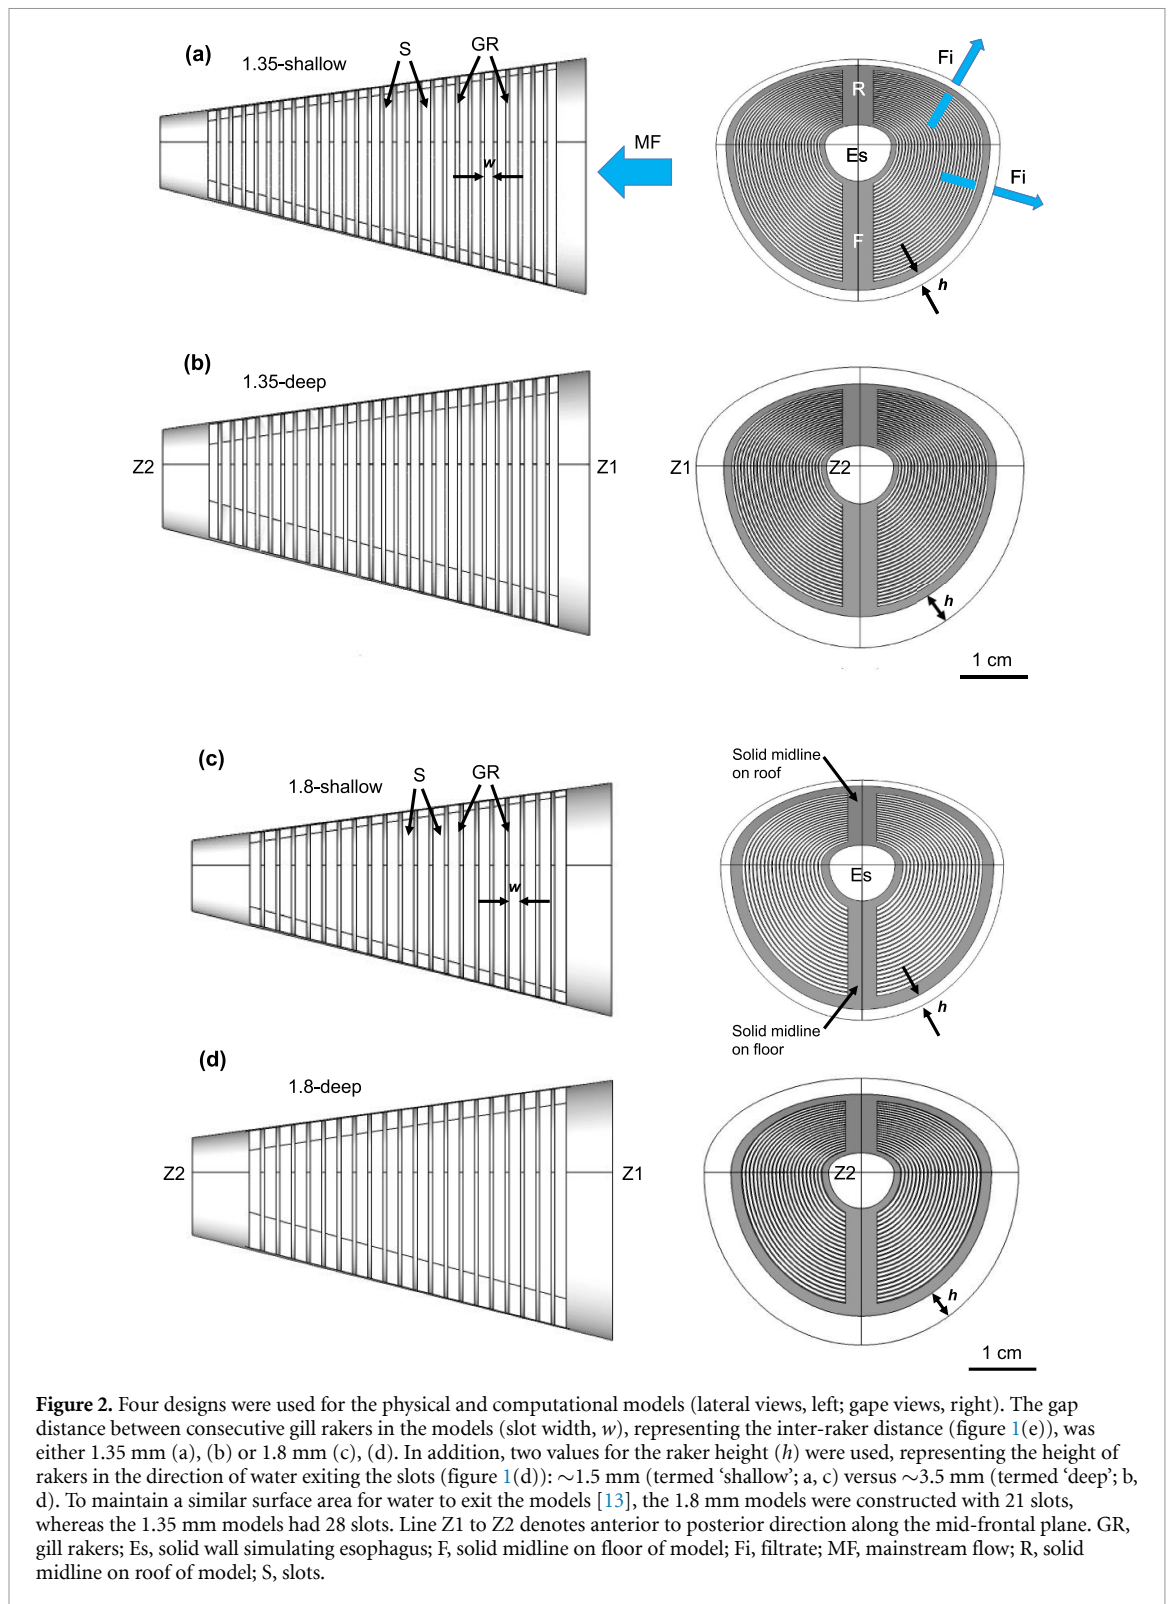 (a)
1.35-shallow
S
GR
w
MF
R
Es
F
Fi
Fi
h
(b)
1.35-deep
Z2
Z1
Z1
Z2
h
1 cm
(c)
1.8-shallow
S
GR
w
Solid midline
on roof
Es
Solid midline
on floor
h
(d)
1.8-deep
Z2
Z1
Z2
h
1 cm
Figure 2. Four designs were used for the physical and computational models (lateral views, left; gape views, right). The gap
distance between consecutive gill rakers in the models (slot width, w), representing the inter-raker distance (figure 1(e)), was
either 1.35 mm (a), (b) or 1.8 mm (c), (d). In addition, two values for the raker height (h) were used, representing the height of
rakers in the direction of water exiting the slots (figure 1(d)): ∼1.5 mm (termed ‘shallow’; a, c) versus ∼3.5 mm (termed ‘deep’; b,
d). To maintain a similar surface area for water to exit the models [13], the 1.8 mm models were constructed with 21 slots,
whereas the 1.35 mm models had 28 slots. Line Z1 to Z2 denotes anterior to posterior direction along the mid-frontal plane. GR,
gill rakers; Es, solid wall simulating esophagus; F, solid midline on floor of model; Fi, filtrate; MF, mainstream flow; R, solid
midline on roof of model; S, slots.